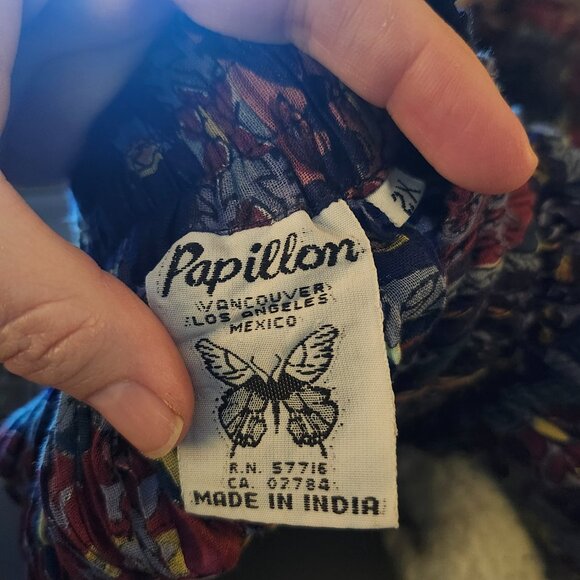 Papillon
VANCOUVER
LOS ANGELES
MEXICO
R.N. 57716
CA. 02784
MADE IN INDIA
2X